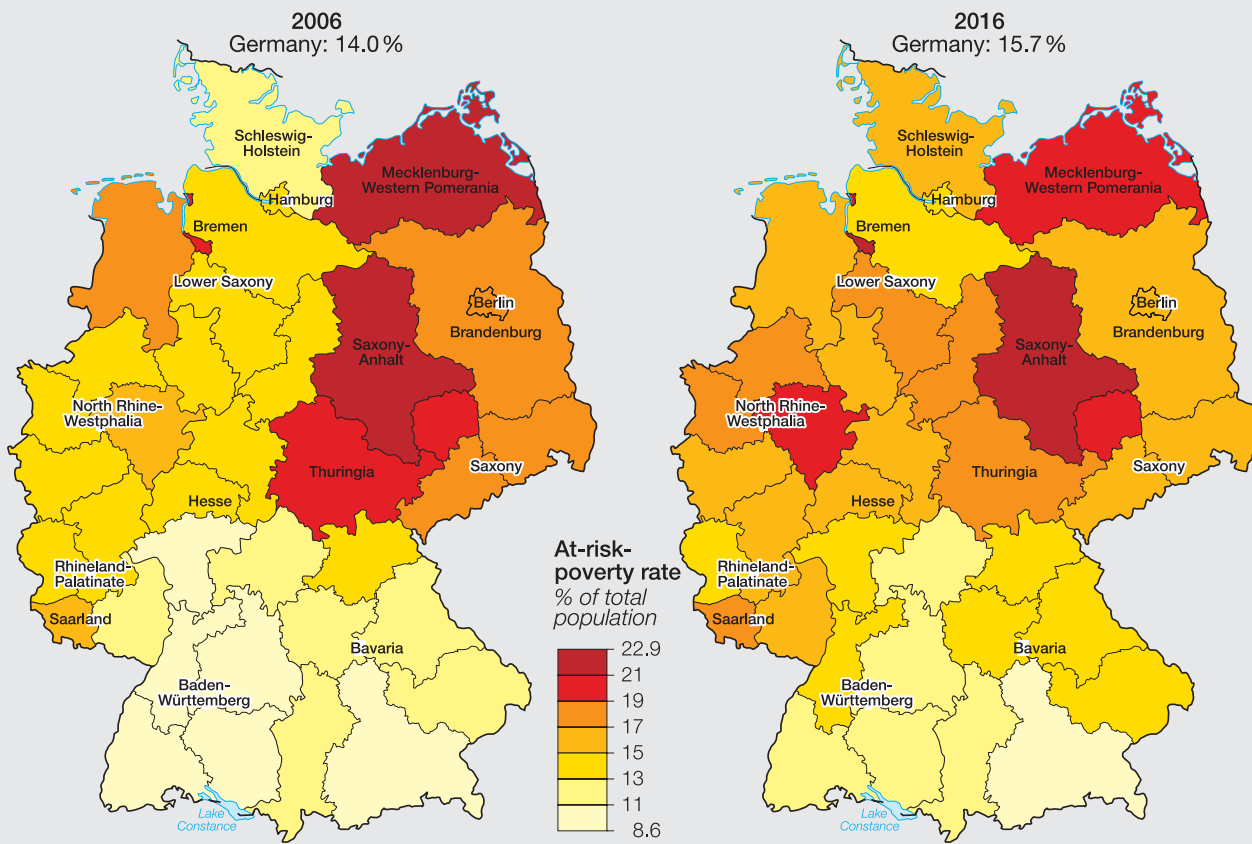 2006
Germany: 14.0 %
Schleswig-
Holstein
Mecklenburg-
Western Pomerania
Hamburg
Bremen
Lower Saxony
Berlin
Brandenburg
Saxony-
Anhalt
North Rhine-
Westphalia
Thuringia
Saxony
Hesse
Rhineland-
Palatinate
Saarland
Bavaria
Baden-
Württemberg
Lake
Constance
At-risk-
poverty rate
% of total
population
22.9
21
19
17
15
13
11
8.6
2016
Germany: 15.7 %
Schleswig-
Holstein
Mecklenburg-
Western Pomerania
Hamburg
Bremen
Lower Saxony
Berlin
Brandenburg
Saxony-
Anhalt
North Rhine-
Westphalia
Thuringia
Saxony
Hesse
Rhineland-
Palatinate
Saarland
Bavaria
Baden-
Württemberg
Lake
Constance